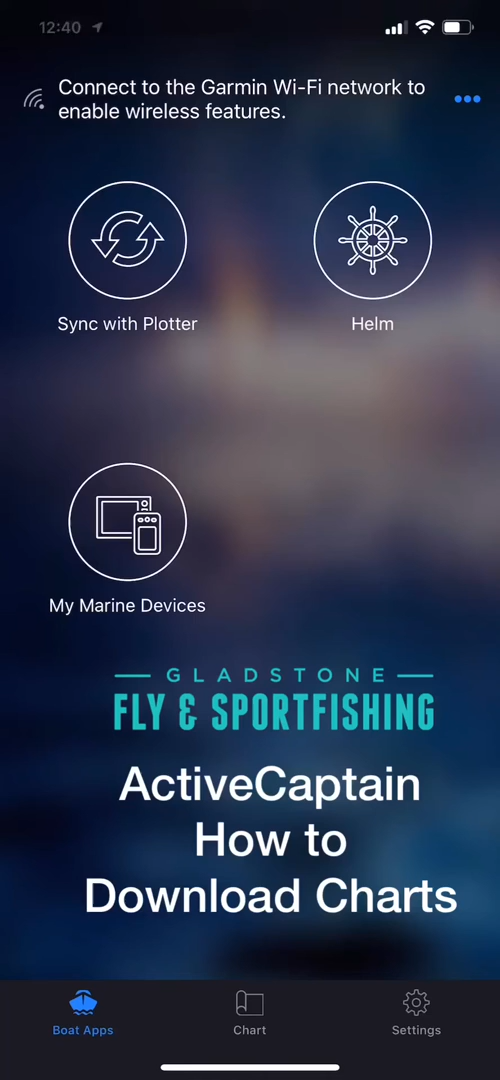 12:40
Connect to the Garmin Wi-Fi network to
enable wireless features.
Sync with Plotter
Helm
My Marine Devices
GLADSTONE
FLY & SPORTFISHING
ActiveCaptain
How to
Download Charts
Boat Apps
Chart
Settings